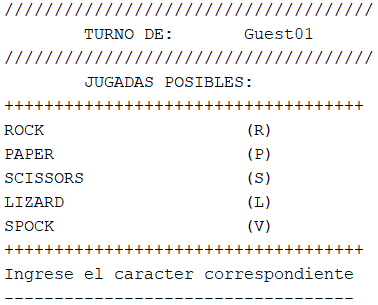 /////////////////////////////////////
TURNO DE: Guest01
/////////////////////////////////////
JUGADAS POSIBLES:
++++++++++++++++++++++++++++++++++++
ROCK (R)
PAPER (P)
SCISSORS (S)
LIZARD (L)
SPOCK (V)
++++++++++++++++++++++++++++++++++++
Ingrese el caracter correspondiente
-----------------------------------